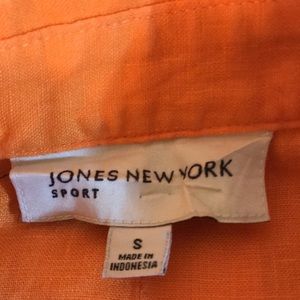 JONES NEW YORK
SPORT
S
MADE IN
INDONESIA